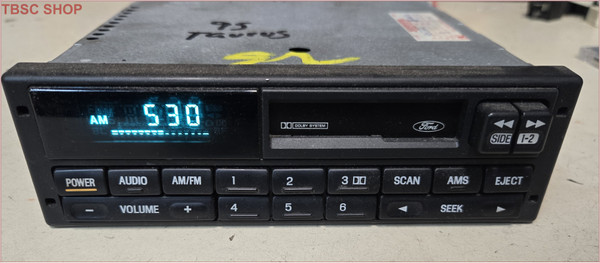 TBSC SHOP
95
Taurus
AM 530
DOLBY SYSTEM
Ford
SIDE 1-2
POWER AUDIO AM/FM 1 2 3 SCAN AMS EJECT
− VOLUME + 4 5 6 ◄ SEEK ►